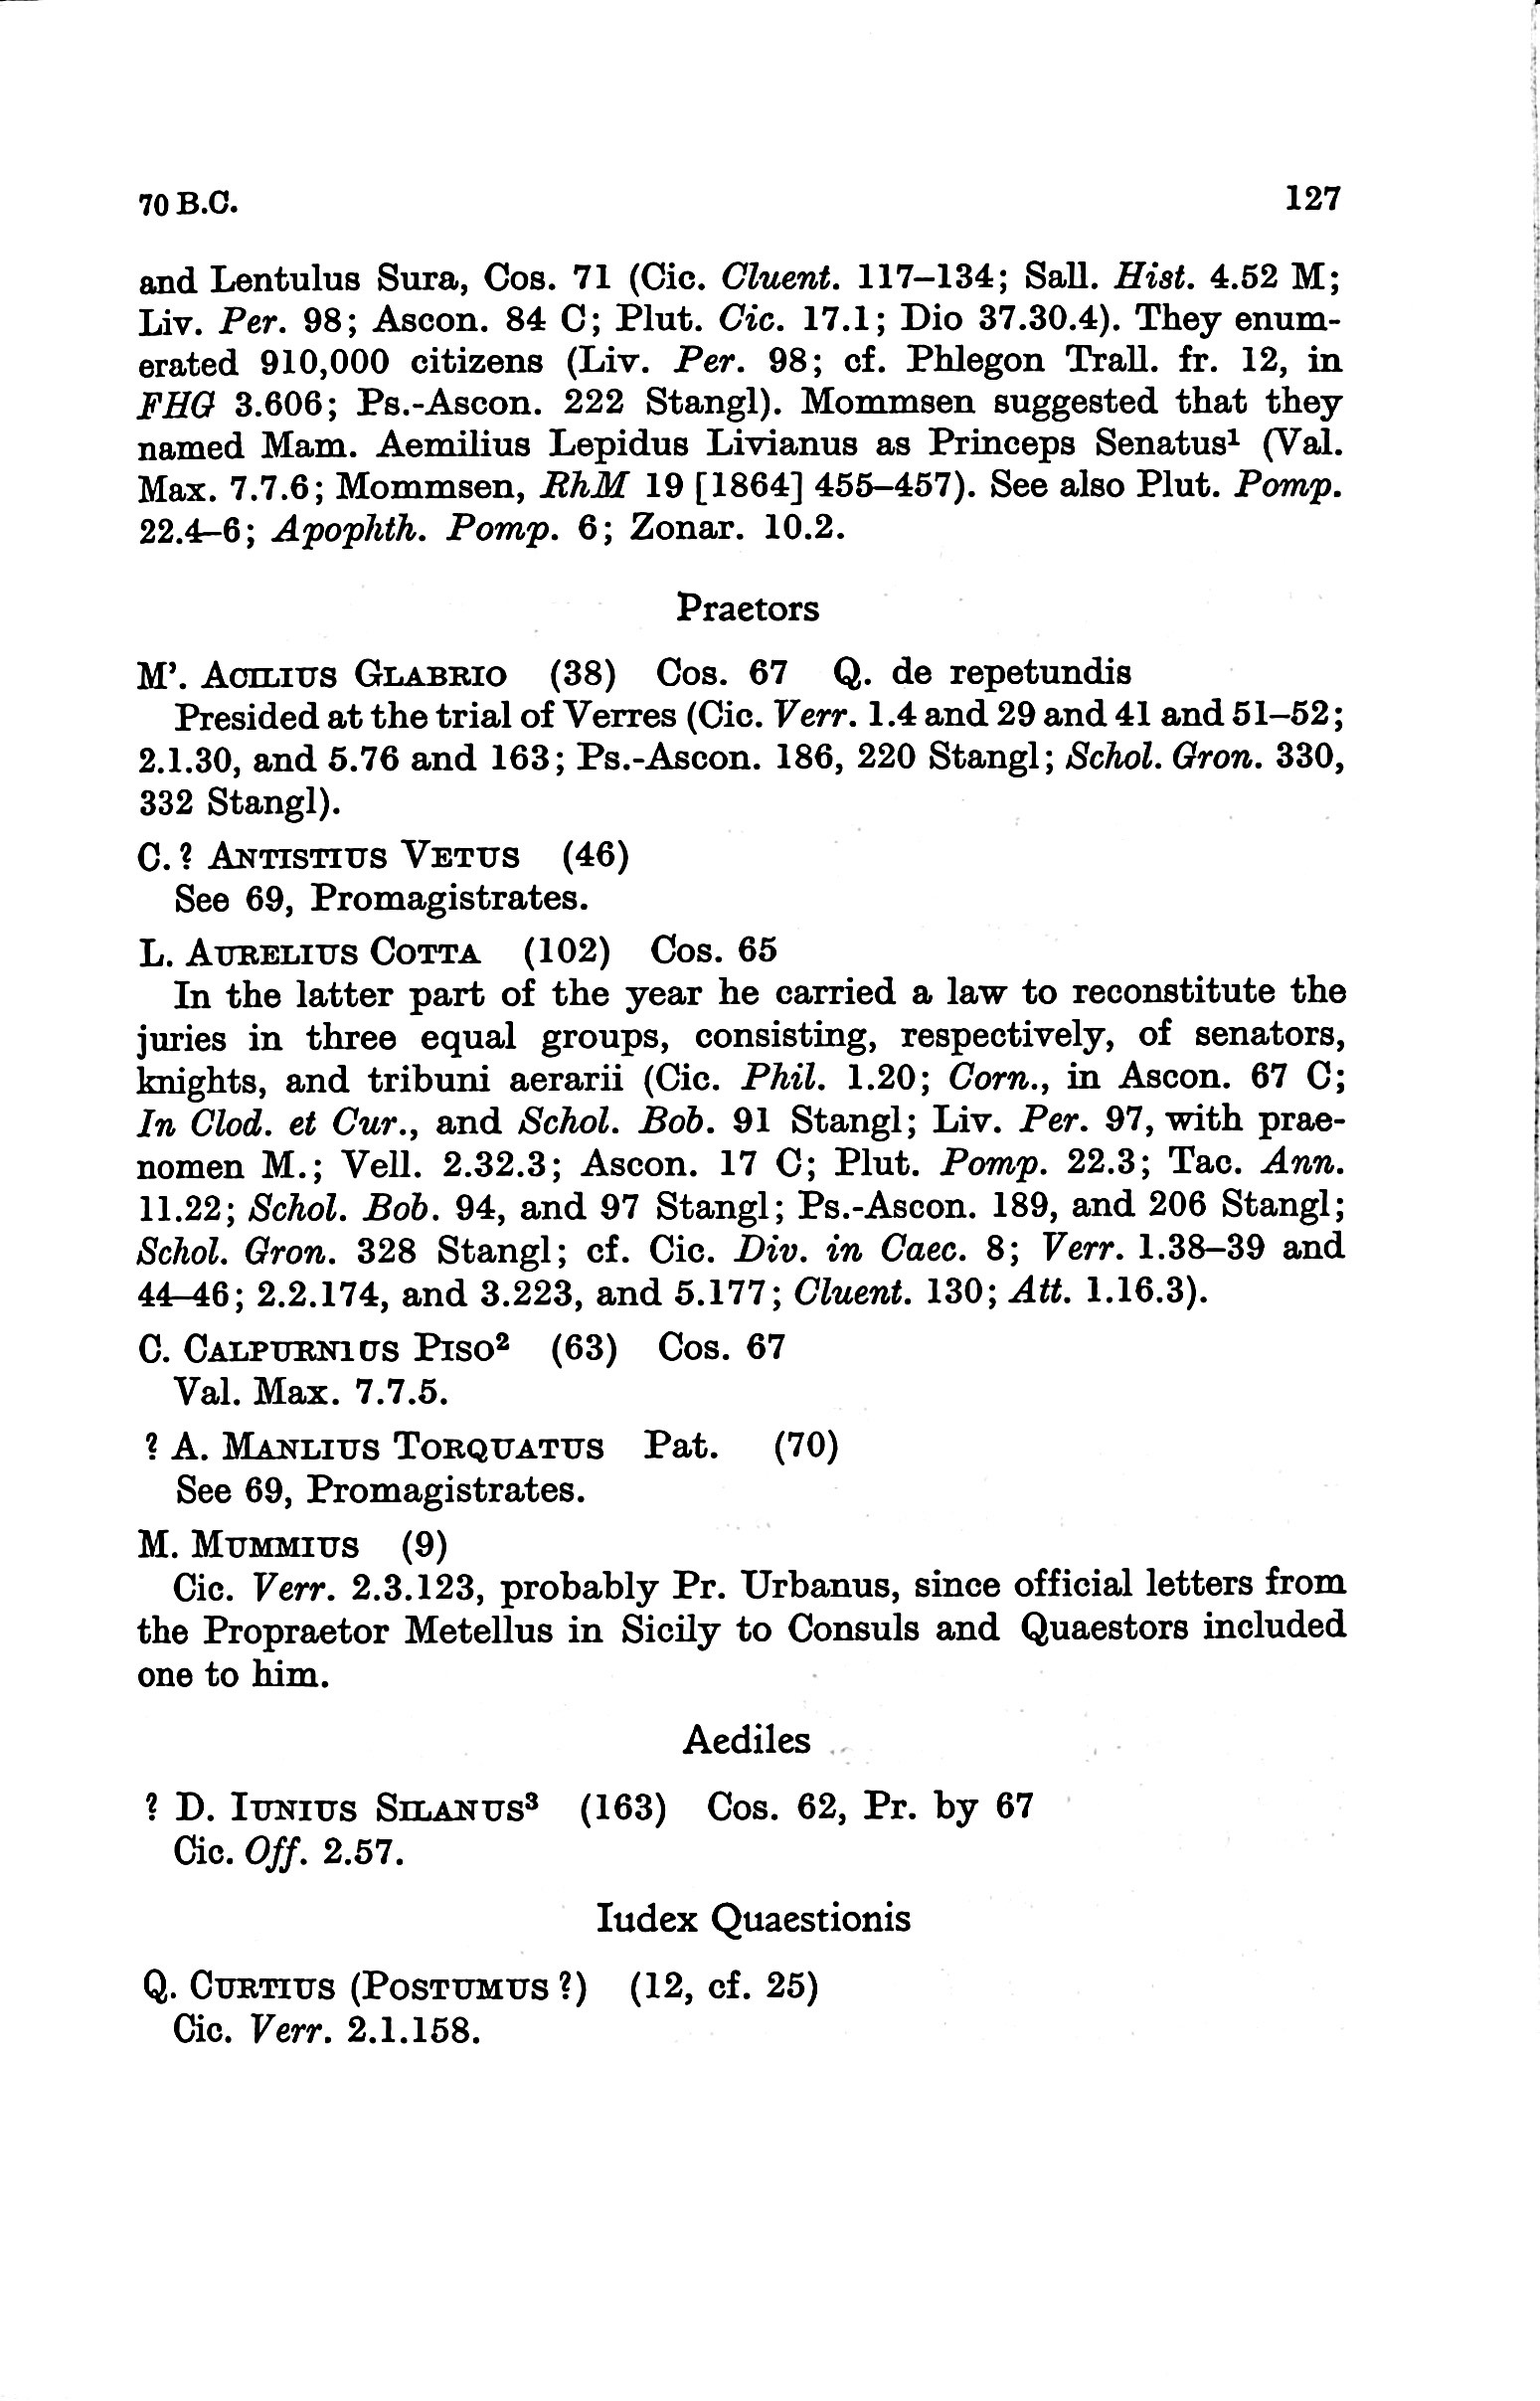 70 B.C. 127
and Lentulus Sura, Cos. 71 (Cic. Cluent. 117–134; Sall. Hist. 4.52 M;
Liv. Per. 98; Ascon. 84 C; Plut. Cic. 17.1; Dio 37.30.4). They enum-
erated 910,000 citizens (Liv. Per. 98; cf. Phlegon Trall. fr. 12, in
FHG 3.606; Ps.-Ascon. 222 Stangl). Mommsen suggested that they
named Mam. Aemilius Lepidus Livianus as Princeps Senatus¹ (Val.
Max. 7.7.6; Mommsen, RhM 19 [1864] 455–457). See also Plut. Pomp.
22.4–6; Apophth. Pomp. 6; Zonar. 10.2.
Praetors
M’. Acilius Glabrio (38) Cos. 67 Q. de repetundis
Presided at the trial of Verres (Cic. Verr. 1.4 and 29 and 41 and 51–52;
2.1.30, and 5.76 and 163; Ps.-Ascon. 186, 220 Stangl; Schol. Gron. 330,
332 Stangl).
C. ? Antistius Vetus (46)
See 69, Promagistrates.
L. Aurelius Cotta (102) Cos. 65
In the latter part of the year he carried a law to reconstitute the
juries in three equal groups, consisting, respectively, of senators,
knights, and tribuni aerarii (Cic. Phil. 1.20; Corn., in Ascon. 67 C;
In Clod. et Cur., and Schol. Bob. 91 Stangl; Liv. Per. 97, with prae-
nomen M.; Vell. 2.32.3; Ascon. 17 C; Plut. Pomp. 22.3; Tac. Ann.
11.22; Schol. Bob. 94, and 97 Stangl; Ps.-Ascon. 189, and 206 Stangl;
Schol. Gron. 328 Stangl; cf. Cic. Div. in Caec. 8; Verr. 1.38–39 and
44–46; 2.2.174, and 3.223, and 5.177; Cluent. 130; Att. 1.16.3).
C. Calpurnius Piso² (63) Cos. 67
Val. Max. 7.7.5.
? A. Manlius Torquatus Pat. (70)
See 69, Promagistrates.
M. Mummius (9)
Cic. Verr. 2.3.123, probably Pr. Urbanus, since official letters from
the Propraetor Metellus in Sicily to Consuls and Quaestors included
one to him.
Aediles
? D. Iunius Silanus³ (163) Cos. 62, Pr. by 67
Cic. Off. 2.57.
Iudex Quaestionis
Q. Curtius (Postumus ?) (12, cf. 25)
Cic. Verr. 2.1.158.